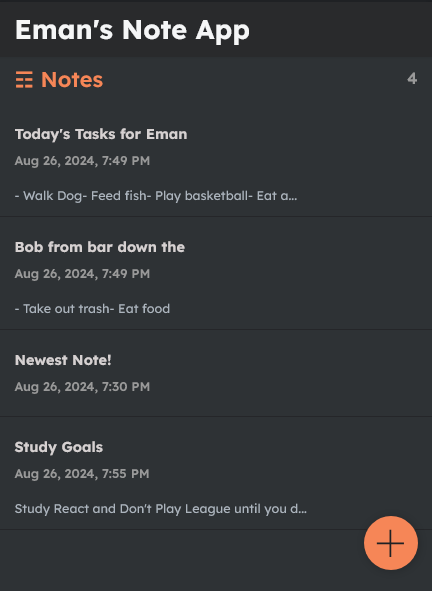 Eman's Note App
Notes 4
Today's Tasks for Eman
Aug 26, 2024, 7:49 PM
- Walk Dog- Feed fish- Play basketball- Eat a...
Bob from bar down the
Aug 26, 2024, 7:49 PM
- Take out trash- Eat food
Newest Note!
Aug 26, 2024, 7:30 PM
Study Goals
Aug 26, 2024, 7:55 PM
Study React and Don't Play League until you d...